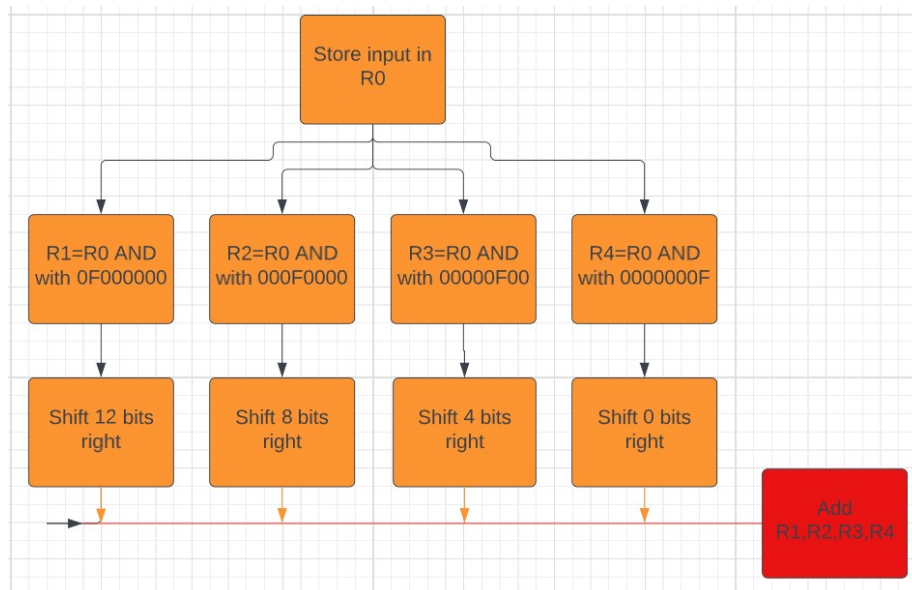 Store input in
R0
R1=R0 AND
with 0F000000
R2=R0 AND
with 000F0000
R3=R0 AND
with 00000F00
R4=R0 AND
with 0000000F
Shift 12 bits
right
Shift 8 bits
right
Shift 4 bits
right
Shift 0 bits
right
Add
R1,R2,R3,R4